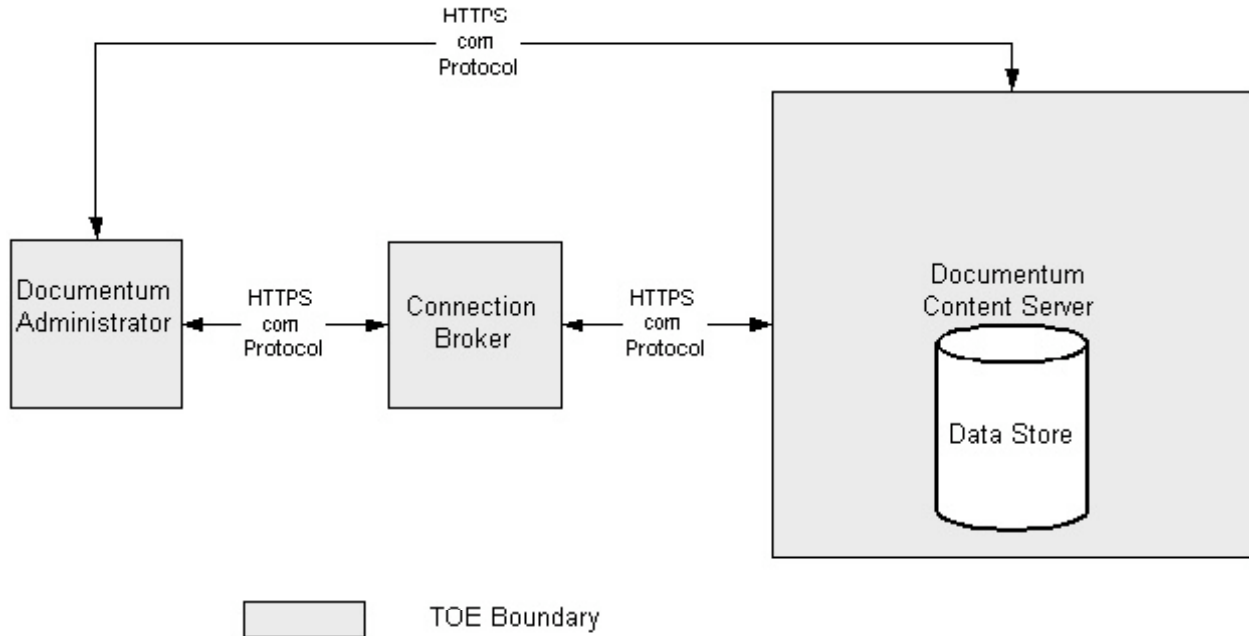 HTTPS
com
Protocol
Documentum
Administrator
HTTPS
com
Protocol
Connection
Broker
HTTPS
com
Protocol
Documentum
Content Server
Data Store
TOE Boundary